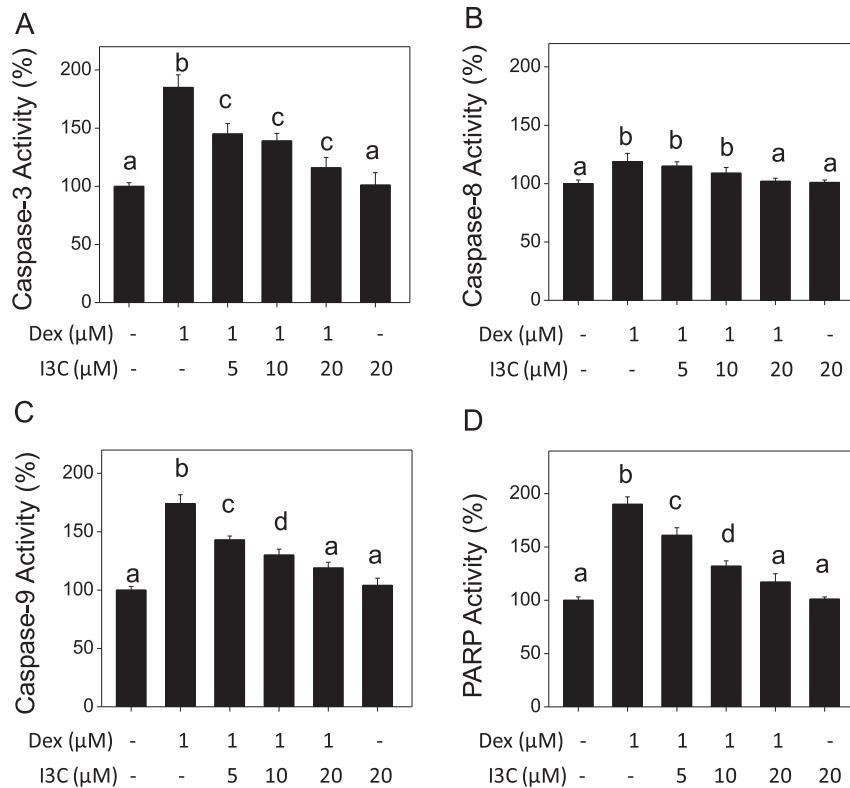 A
Caspase-3 Activity (%)
200
150
100
50
0
a b c c c a
Dex (μM) - 1 1 1 1 -
I3C (μM) - - 5 10 20 20
B
Caspase-8 Activity (%)
200
150
100
50
0
a b b b a a
Dex (μM) - 1 1 1 1 -
I3C (μM) - - 5 10 20 20
C
Caspase-9 Activity (%)
200
150
100
50
0
a b c d a a
Dex (μM) - 1 1 1 1 -
I3C (μM) - - 5 10 20 20
D
PARP Activity (%)
200
150
100
50
0
a b c d a a
Dex (μM) - 1 1 1 1 -
I3C (μM) - - 5 10 20 20